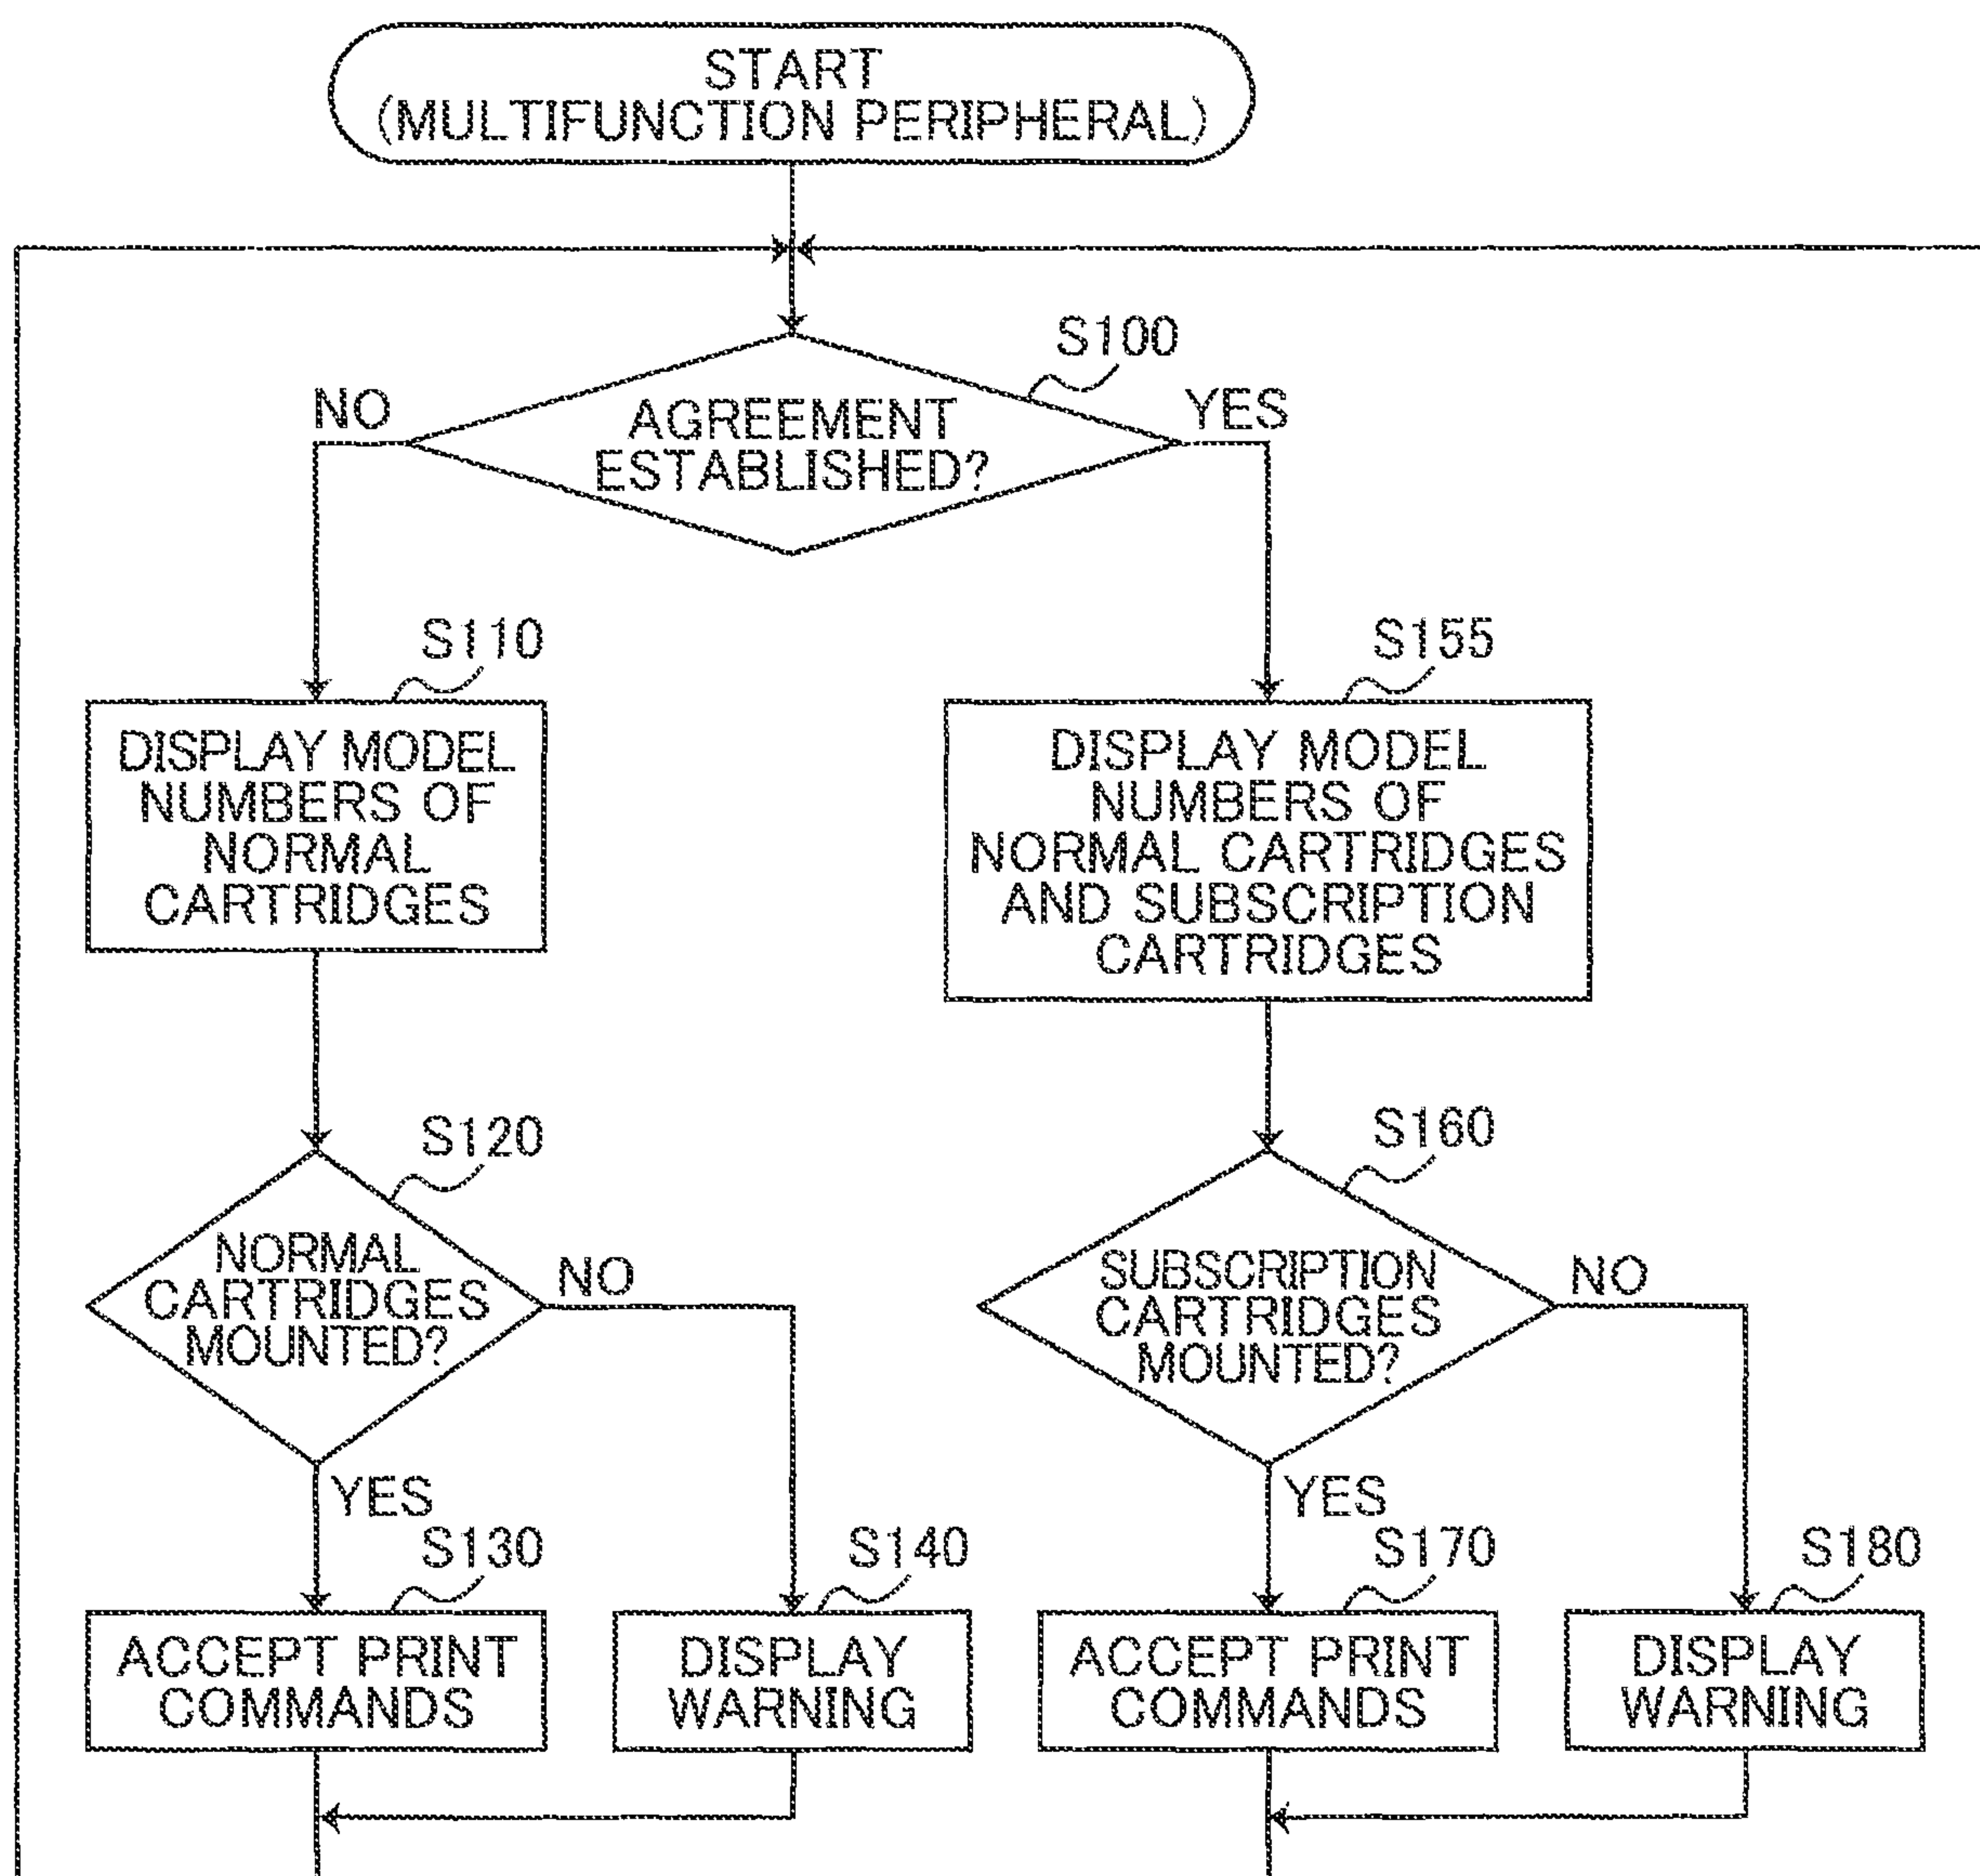 START
(MULTIFUNCTION PERIPHERAL)
S100
NO
YES
AGREEMENT
ESTABLISHED?
S110
DISPLAY MODEL
NUMBERS OF
NORMAL
CARTRIDGES
S155
DISPLAY MODEL
NUMBERS OF
NORMAL CARTRIDGES
AND SUBSCRIPTION
CARTRIDGES
S120
NORMAL
CARTRIDGES
MOUNTED?
NO
YES
S160
SUBSCRIPTION
CARTRIDGES
MOUNTED?
NO
YES
S130
ACCEPT PRINT
COMMANDS
S140
DISPLAY
WARNING
S170
ACCEPT PRINT
COMMANDS
S180
DISPLAY
WARNING